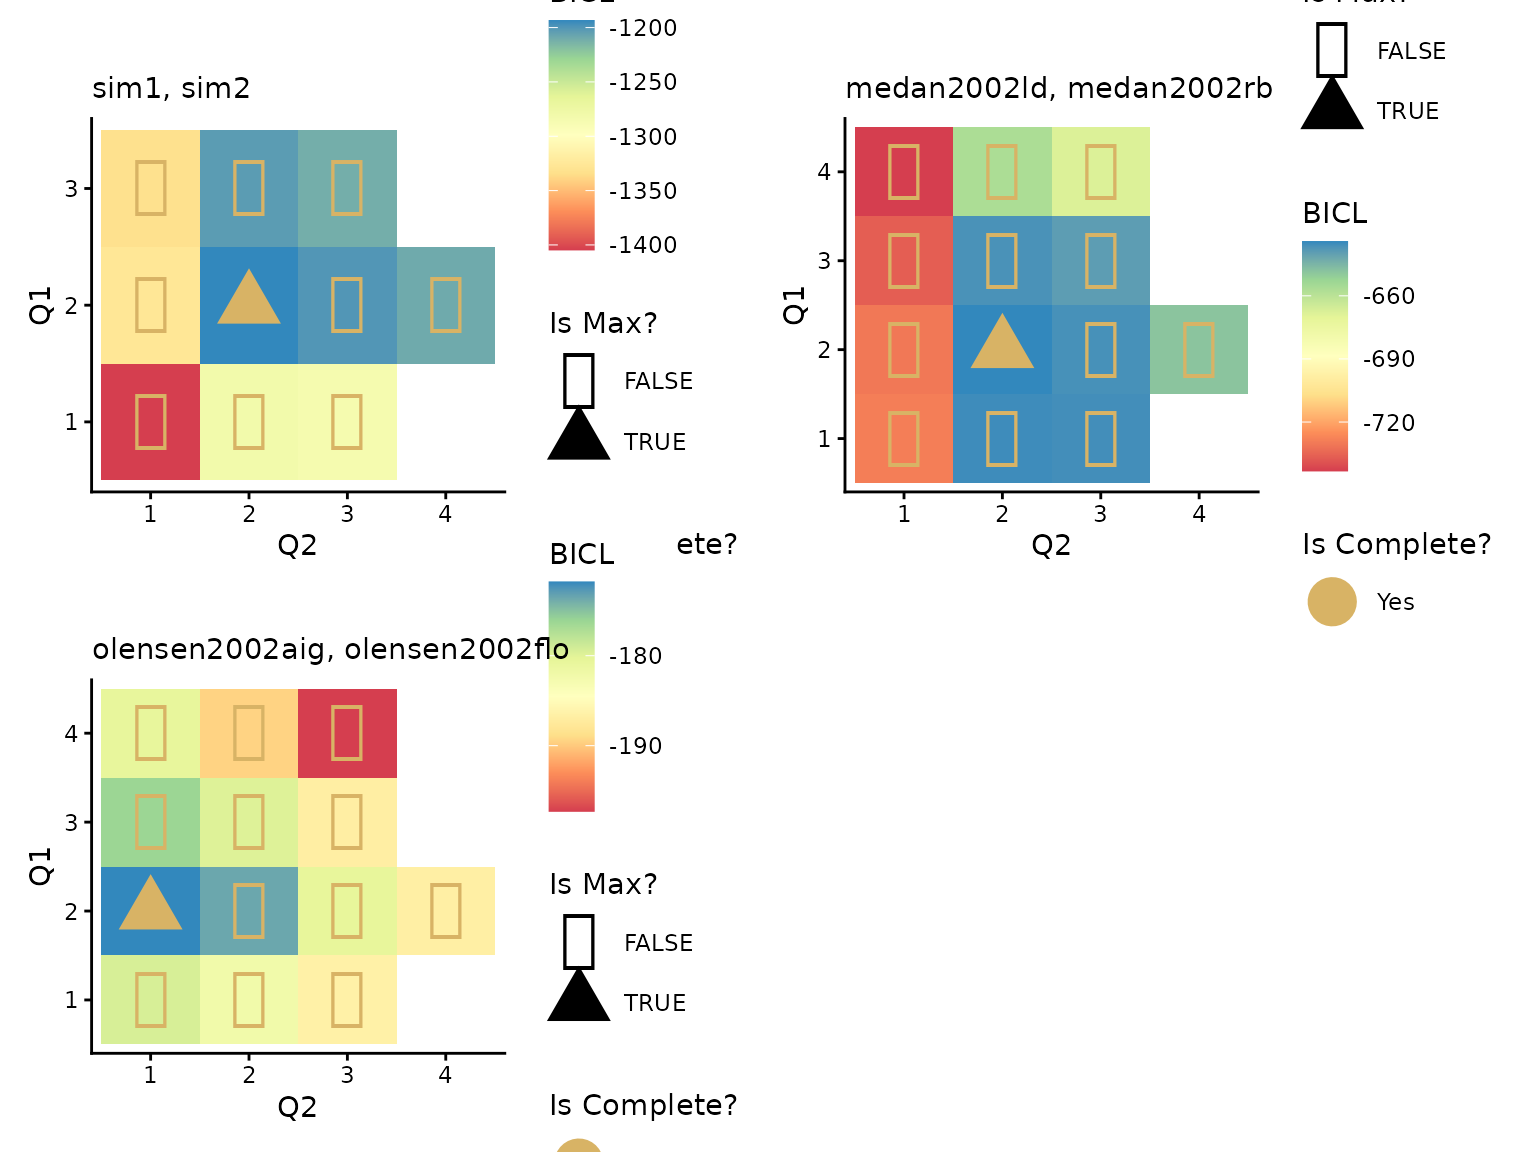 sim1, sim2
3
2
1
Q1
1 2 3 4
Q2
-1200
-1250
-1300
-1350
-1400
Is Max?
FALSE
TRUE
ete?
medan2002ld, medan2002rb
4
3
2
1
Q1
1 2 3 4
Q2
FALSE
TRUE
BICL
-660
-690
-720
Is Complete?
Yes
olensen2002aig, olensen2002flo
4
3
2
1
Q1
1 2 3 4
Q2
BICL
-180
-190
Is Max?
FALSE
TRUE
Is Complete?